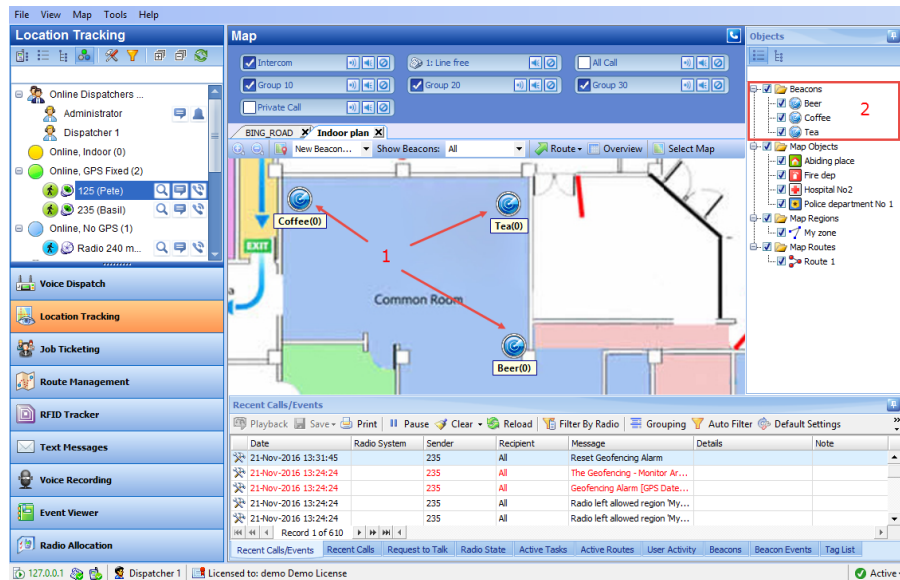 File View Map Tools Help
Location Tracking
Map
Objects
Intercom
1: Line free
All Call
Group 10
Group 20
Group 30
Private Call
BING_ROAD X Indoor plan X
New Beacon... Show Beacons: All Route Overview Select Map
Online Dispatchers ...
Administrator
Dispatcher 1
Online, Indoor (0)
Online, GPS Fixed (2)
125 (Pete)
235 (Basil)
Online, No GPS (1)
Radio 240 m...
Voice Dispatch
Location Tracking
Job Ticketing
Route Management
RFID Tracker
Text Messages
Voice Recording
Event Viewer
Radio Allocation
Coffee(0)
Tea(0)
EXIT
1
Common Room
Beer(0)
Beacons
Beer
Coffee
Tea
2
Map Objects
Abiding place
Fire dep
Hospital No2
Police department No 1
Map Regions
My zone
Map Routes
Route 1
Recent Calls/Events
Playback Save Print Pause Clear Reload Filter By Radio Grouping Auto Filter Default Settings
Date Radio System Sender Recipient Message Details Note
21-Nov-2016 13:31:45 235 All Reset Geofencing Alarm
21-Nov-2016 13:24:24 235 All The Geofencing - Monitor Ar...
21-Nov-2016 13:24:24 235 All Geofencing Alarm [GPS Date...
21-Nov-2016 13:24:24 235 All Radio left allowed region 'My...
21-Nov-2016 13:24:24 235 All Radio left allowed region 'My...
Record 1 of 610
Recent Calls/Events Recent Calls Request to Talk Radio State Active Tasks Active Routes User Activity Beacons Beacon Events Tag List
127.0.0.1 Dispatcher 1 Licensed to: demo Demo License Active